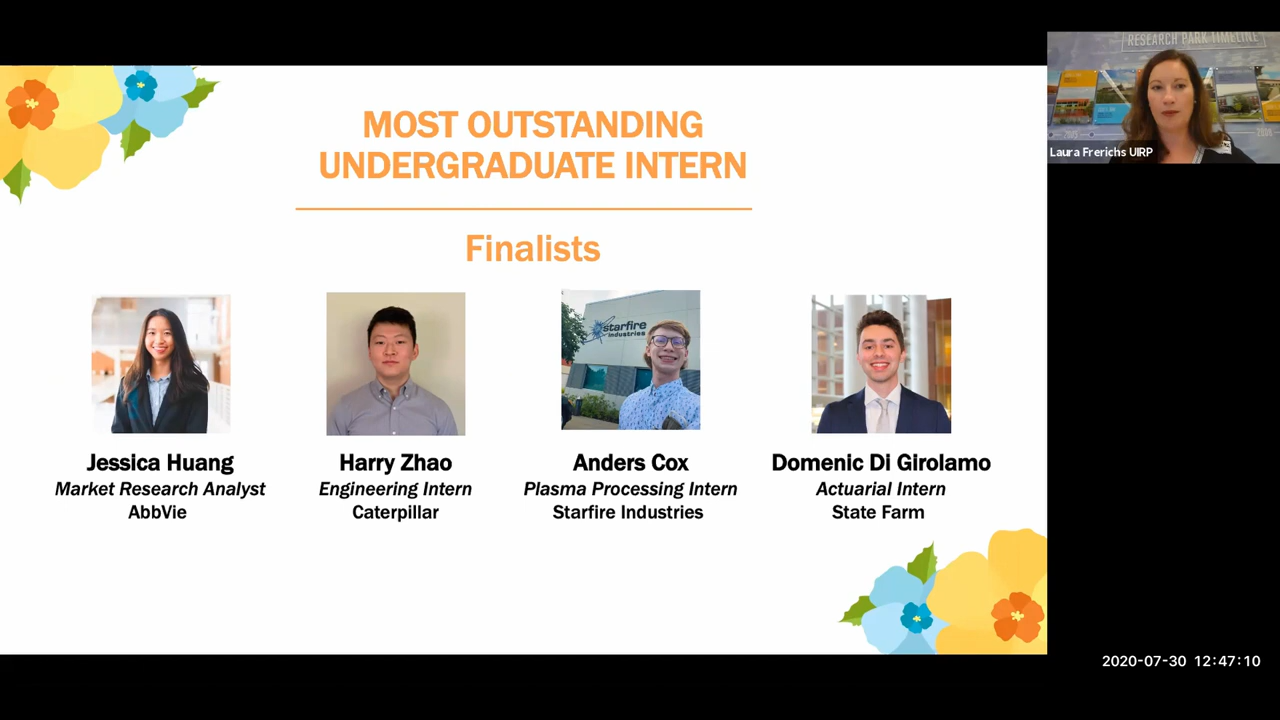 MOST OUTSTANDING
UNDERGRADUATE INTERN
Finalists
starfire
industries
Jessica Huang
Market Research Analyst
AbbVie
Harry Zhao
Engineering Intern
Caterpillar
Anders Cox
Plasma Processing Intern
Starfire Industries
Domenic Di Girolamo
Actuarial Intern
State Farm
RESEARCH PARK TIMELINE
Laura Frerichs UIRP
2020-07-30 12:47:10